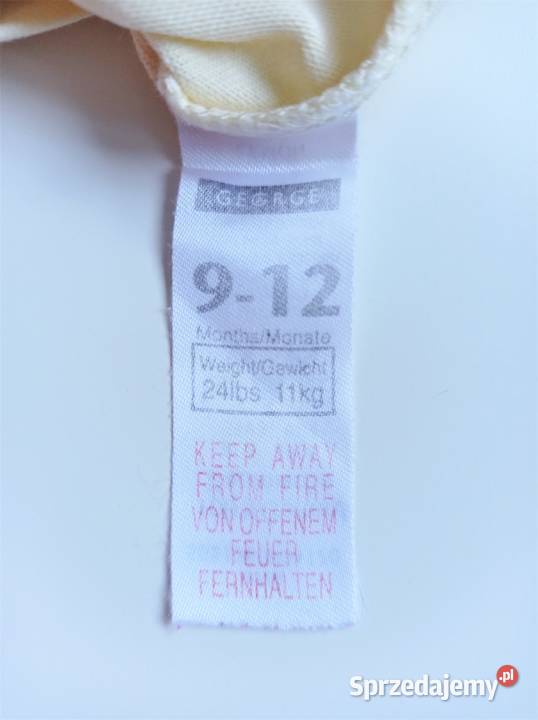 GEORGE
9-12
Months/Monate
Weight/Gewicht
24lbs 11kg
KEEP AWAY
FROM FIRE
VON OFFENEM
FEUER
FERNHALTEN
Sprzedajemy.pl